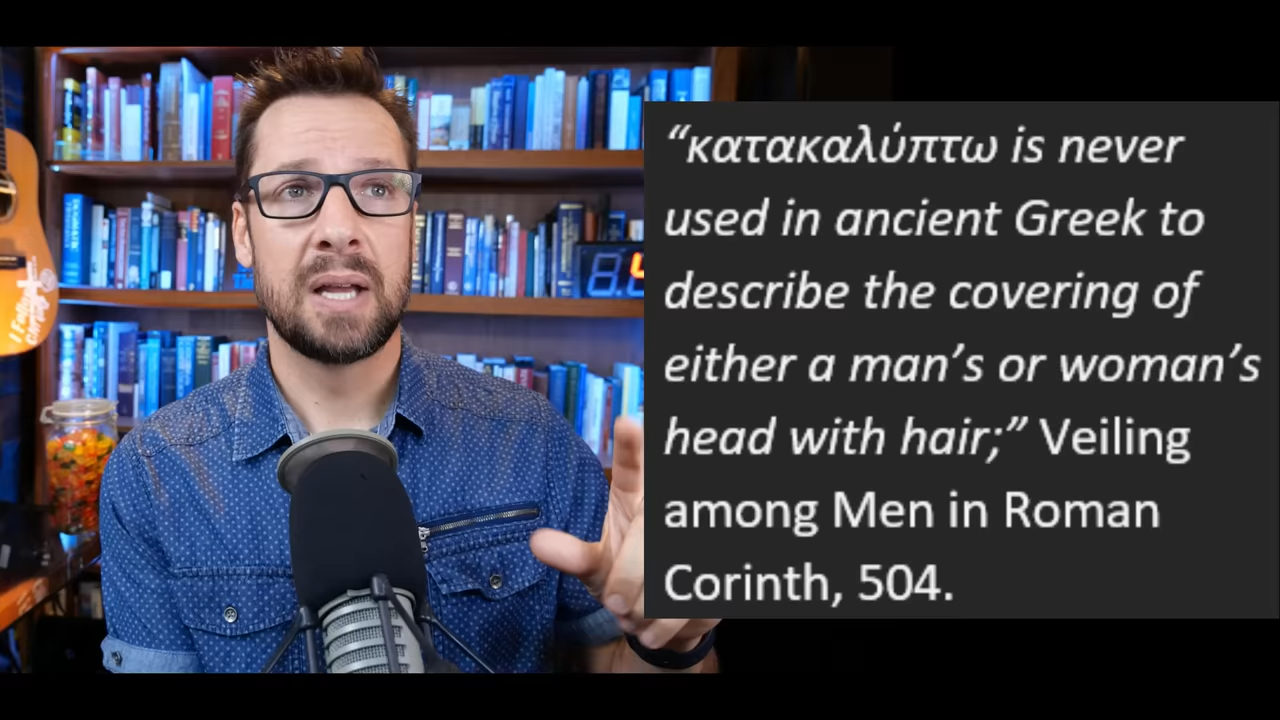 “κατακαλύπτω is never
used in ancient Greek to
describe the covering of
either a man’s or woman’s
head with hair;” Veiling
among Men in Roman
Corinth, 504.